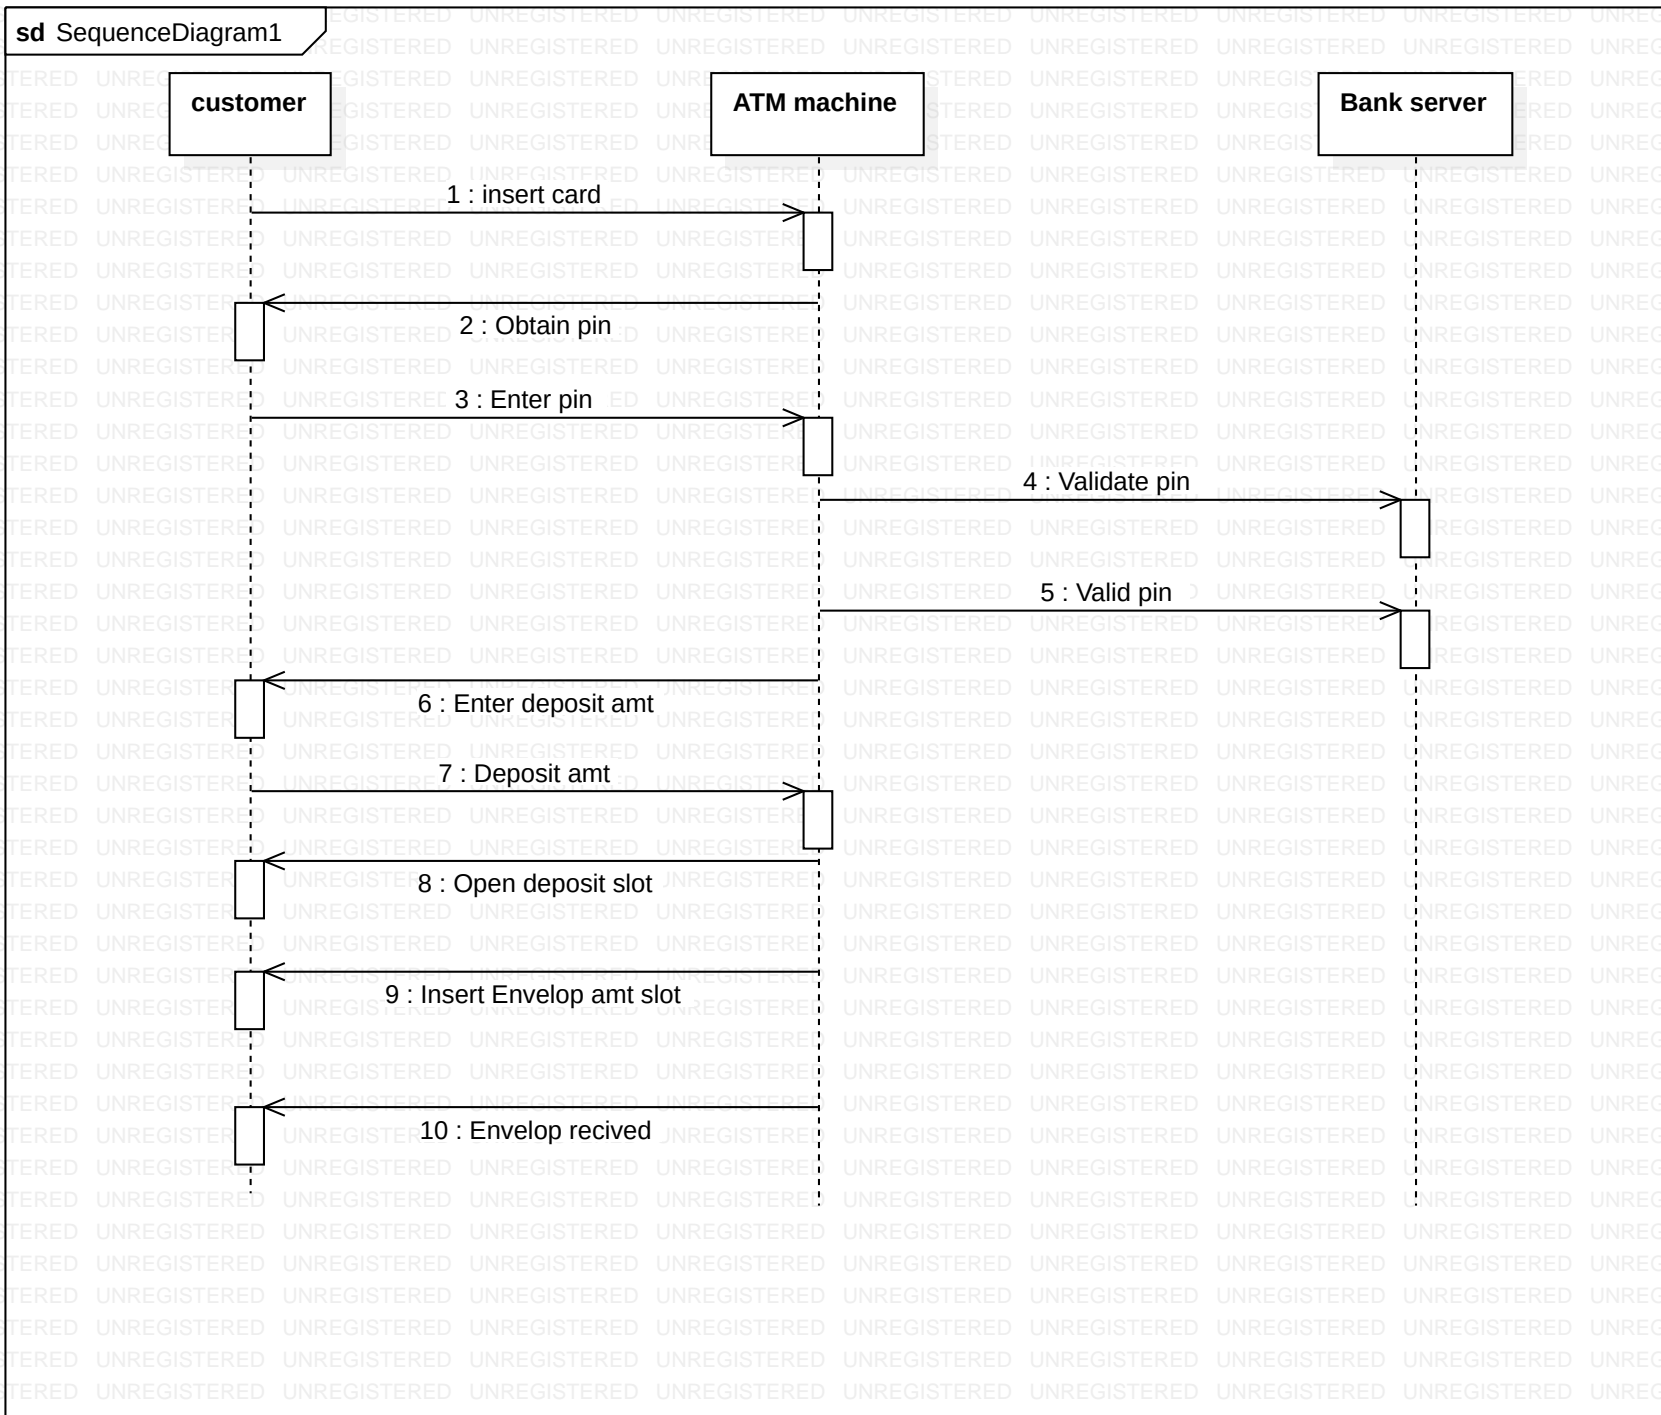 sd SequenceDiagram1
customer
ATM machine
Bank server
1 : insert card
2 : Obtain pin
3 : Enter pin
4 : Validate pin
5 : Valid pin
6 : Enter deposit amt
7 : Deposit amt
8 : Open deposit slot
9 : Insert Envelop amt slot
10 : Envelop recived
UNREGISTERED